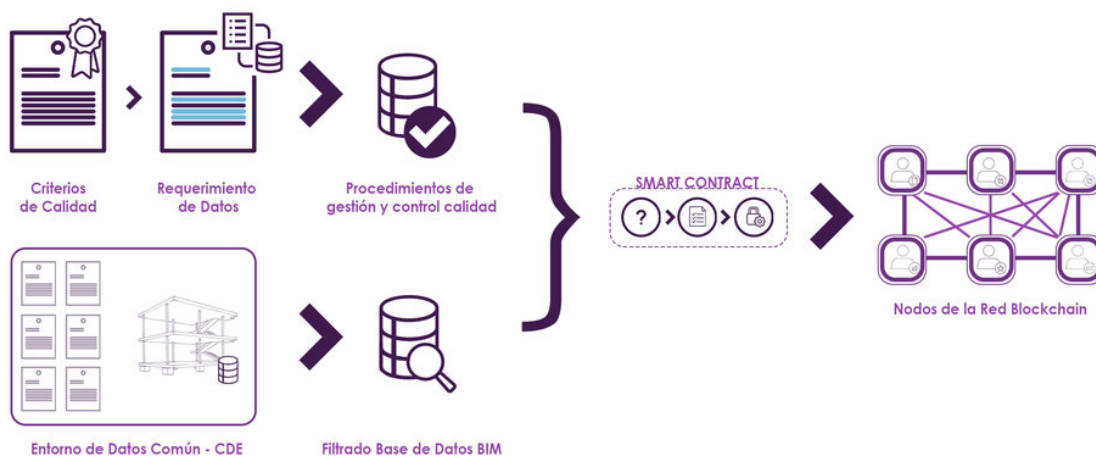 Criterios
de Calidad
Requerimiento
de Datos
Procedimientos de
gestión y control calidad
SMART CONTRACT
?
Nodos de la Red Blockchain
Entorno de Datos Común - CDE
Filtrado Base de Datos BIM